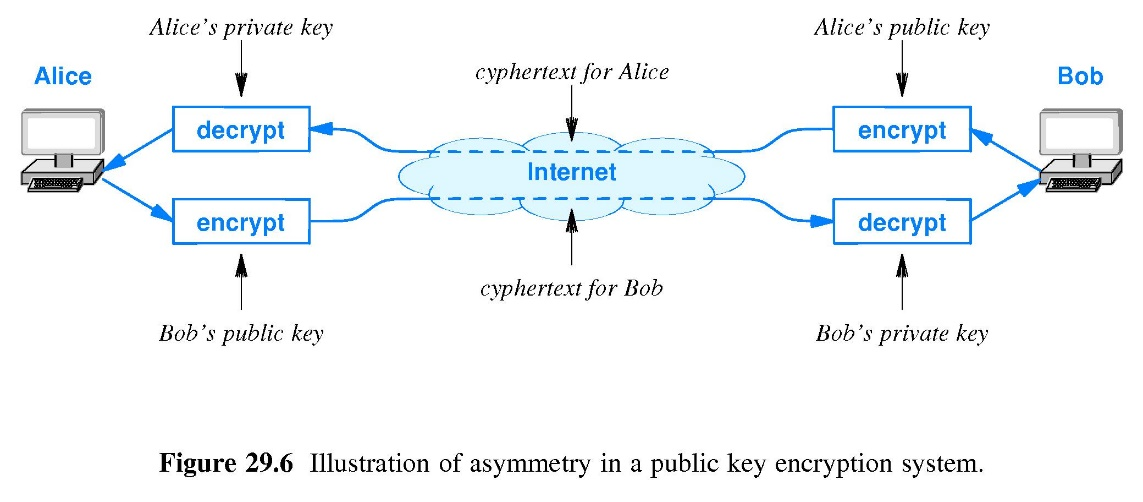 Alice's private key
Alice's public key
Alice
cyphertext for Alice
Bob
decrypt
encrypt
Internet
encrypt
decrypt
cyphertext for Bob
Bob's public key
Bob's private key
Figure 29.6 Illustration of asymmetry in a public key encryption system.